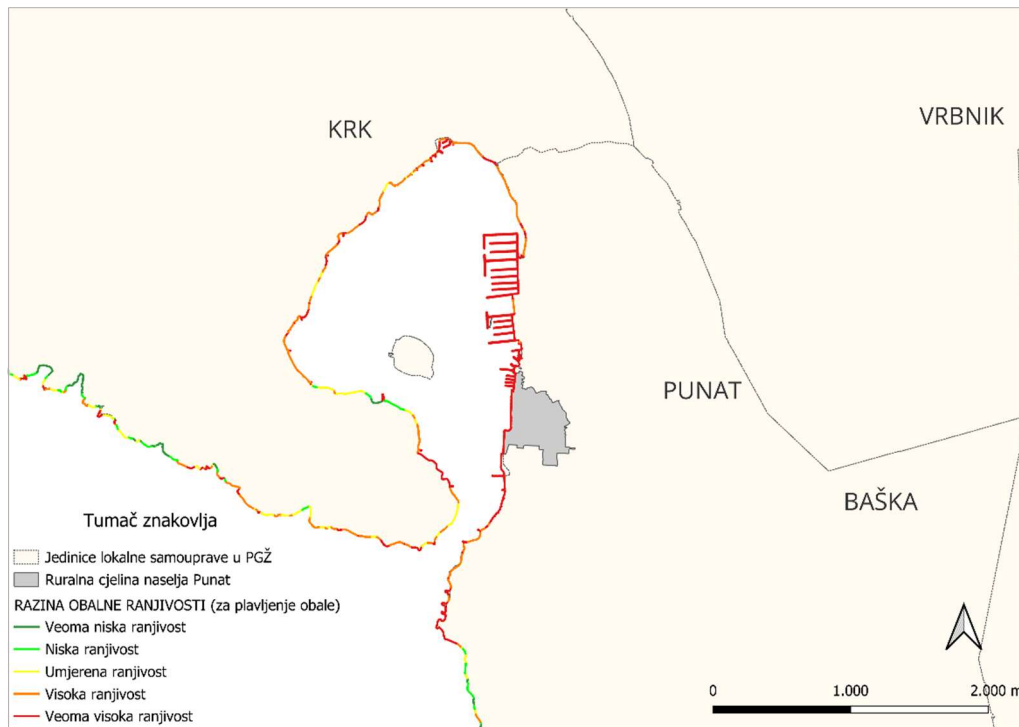 KRK
VRBNIK
PUNAT
BAŠKA
Tumač znakovlja
Jedinice lokalne samouprave u PGŽ
Ruralna cjelina naselja Punat
RAZINA OBALNE RANJIVOSTI (za plavljenje obale)
Veoma niska ranjivost
Niska ranjivost
Umjerena ranjivost
Visoka ranjivost
Veoma visoka ranjivost
0 1.000 2.000 m